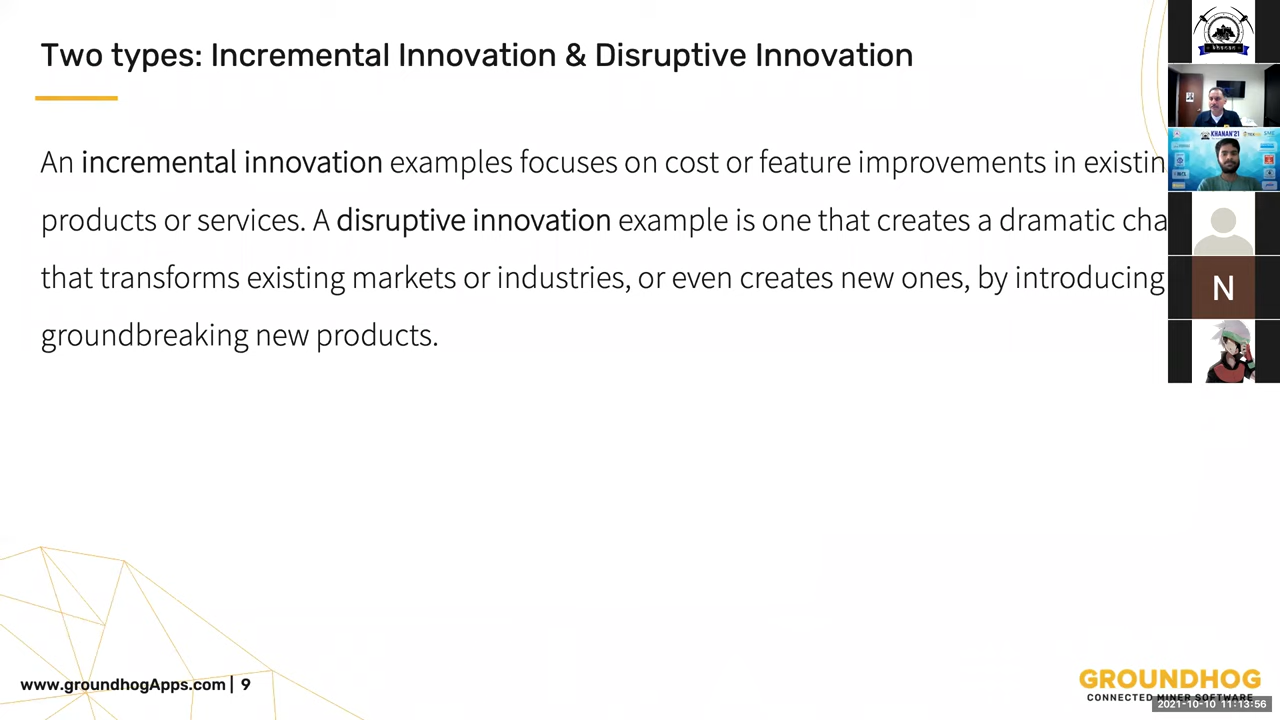 Two types: Incremental Innovation & Disruptive Innovation
An incremental innovation examples focuses on cost or feature improvements in existin
products or services. A disruptive innovation example is one that creates a dramatic cha
that transforms existing markets or industries, or even creates new ones, by introducing
groundbreaking new products.
khanan
KHANAN'21
N
www.groundhogApps.com | 9
GROUNDHOG
CONNECTED MINER SOFTWARE
2021-10-10 11:13:56